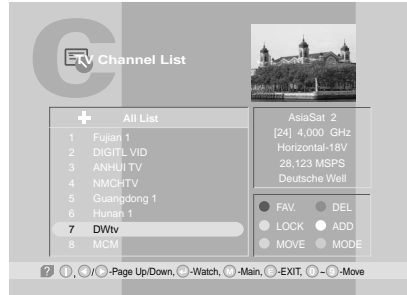 TV Channel List
All List
1 Fujian 1
2 DIGITL VID
3 ANHUI TV
4 NMCHTV
5 Guangdong 1
6 Hunan 1
7 DWtv
8 MCM
AsiaSat 2
[24] 4,000 GHz
Horizontal-18V
28,123 MSPS
Deutsche Well
FAV. DEL
LOCK ADD
MOVE MODE
? , / -Page Up/Down, -Watch, M -Main, E -EXIT, 0 ~ 9 -Move